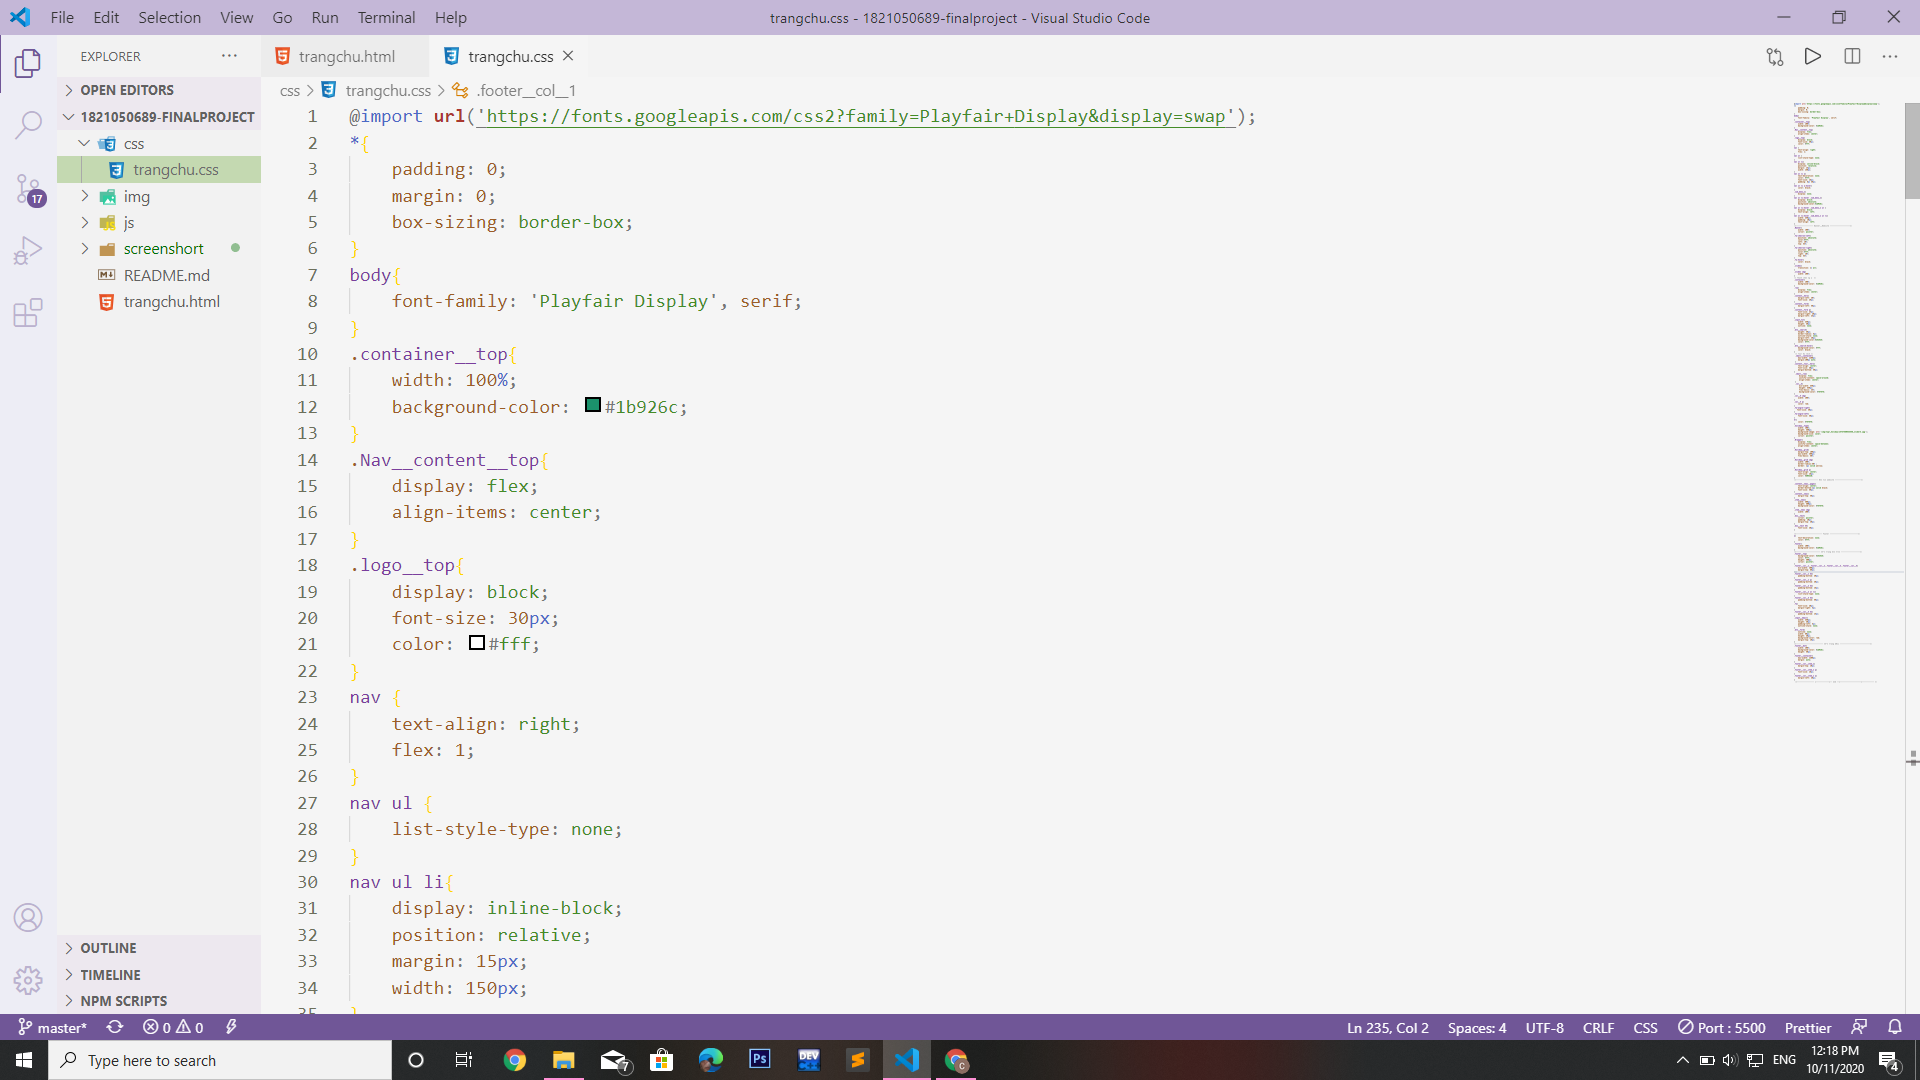 File Edit Selection View Go Run Terminal Help
trangchu.css - 1821050689-finalproject - Visual Studio Code
EXPLORER
OPEN EDITORS
1821050689-FINALPROJECT
css
trangchu.css
img
js
screenshort
README.md
trangchu.html
17
OUTLINE
TIMELINE
NPM SCRIPTS
trangchu.html
trangchu.css
css > trangchu.css > .footer__col__1
1 @import url('https://fonts.googleapis.com/css2?family=Playfair+Display&display=swap');
2 *{
3 padding: 0;
4 margin: 0;
5 box-sizing: border-box;
6 }
7 body{
8 font-family: 'Playfair Display', serif;
9 }
10 .container__top{
11 width: 100%;
12 background-color: #1b926c;
13 }
14 .Nav__content__top{
15 display: flex;
16 align-items: center;
17 }
18 .logo__top{
19 display: block;
20 font-size: 30px;
21 color: #fff;
22 }
23 nav {
24 text-align: right;
25 flex: 1;
26 }
27 nav ul {
28 list-style-type: none;
29 }
30 nav ul li{
31 display: inline-block;
32 position: relative;
33 margin: 15px;
34 width: 150px;
35 }
master* 0 0
Ln 235, Col 2 Spaces: 4 UTF-8 CRLF CSS Port : 5500 Prettier
Type here to search
7
Ps
DEV
C
ENG
12:18 PM
10/11/2020
4